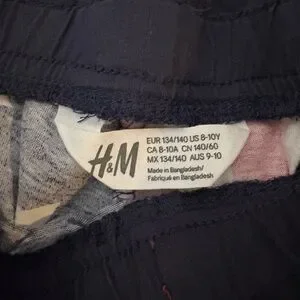 H&M
EUR 134/140 US 8-10Y
CA 8-10A CN 140/60
MX 134/140 AUS 9-10
Made in Bangladesh/
Fabriqué en Bangladesh